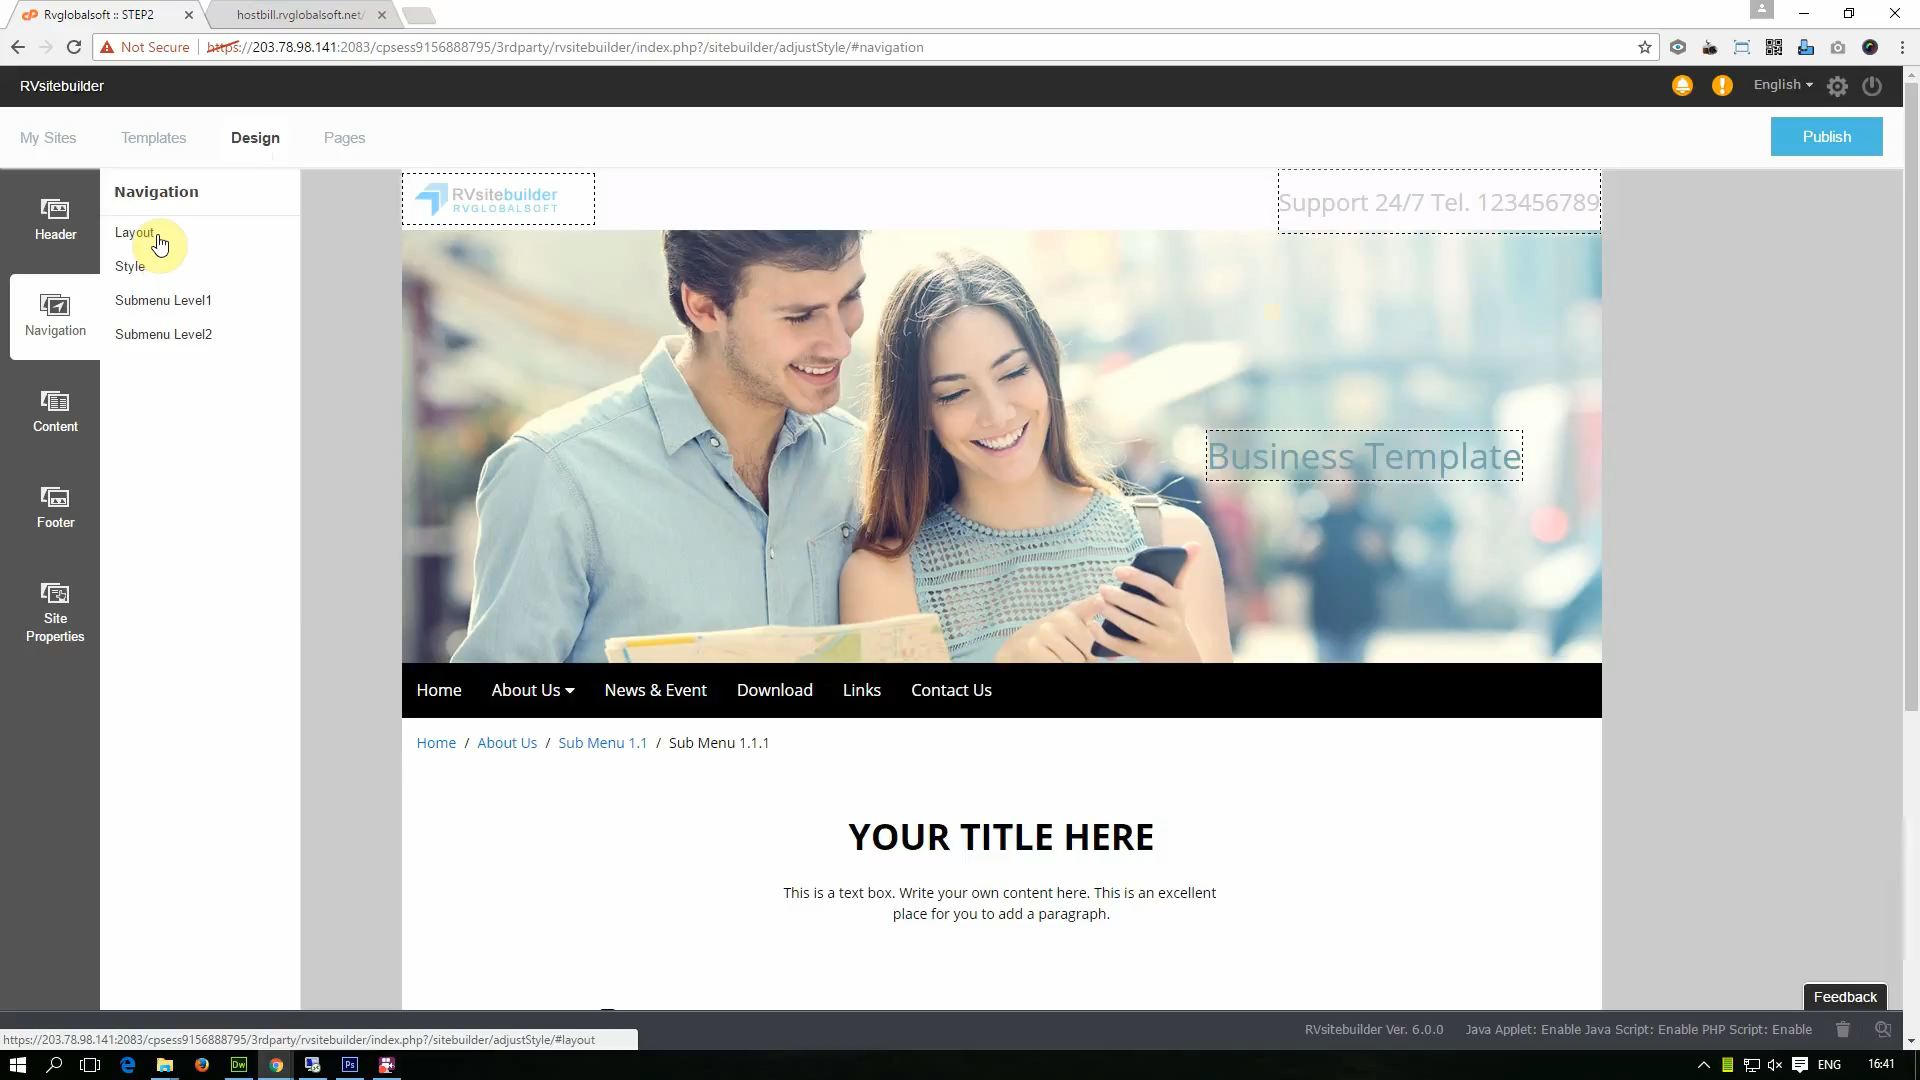 Rvglobalsoft :: STEP2
hostbill.rvglobalsoft.net/
Not Secure
https://203.78.98.141:2083/cpsess9156888795/3rdparty/rvsitebuilder/index.php?/sitebuilder/adjustStyle/#navigation
RVsitebuilder
English
My Sites
Templates
Design
Pages
Publish
Header
Navigation
Content
Footer
Site
Properties
Navigation
Layout
Style
Submenu Level1
Submenu Level2
RVsitebuilder
RVGLOBALSOFT
Support 24/7 Tel. 123456789
Business Template
Home About Us News & Event Download Links Contact Us
Home / About Us / Sub Menu 1.1 / Sub Menu 1.1.1
YOUR TITLE HERE
This is a text box. Write your own content here. This is an excellent
place for you to add a paragraph.
Feedback
RVsitebuilder Ver. 6.0.0 Java Applet: Enable Java Script: Enable PHP Script: Enable
https://203.78.98.141:2083/cpsess9156888795/3rdparty/rvsitebuilder/index.php?/sitebuilder/adjustStyle/#layout
Dw
Ps
ENG
16:41